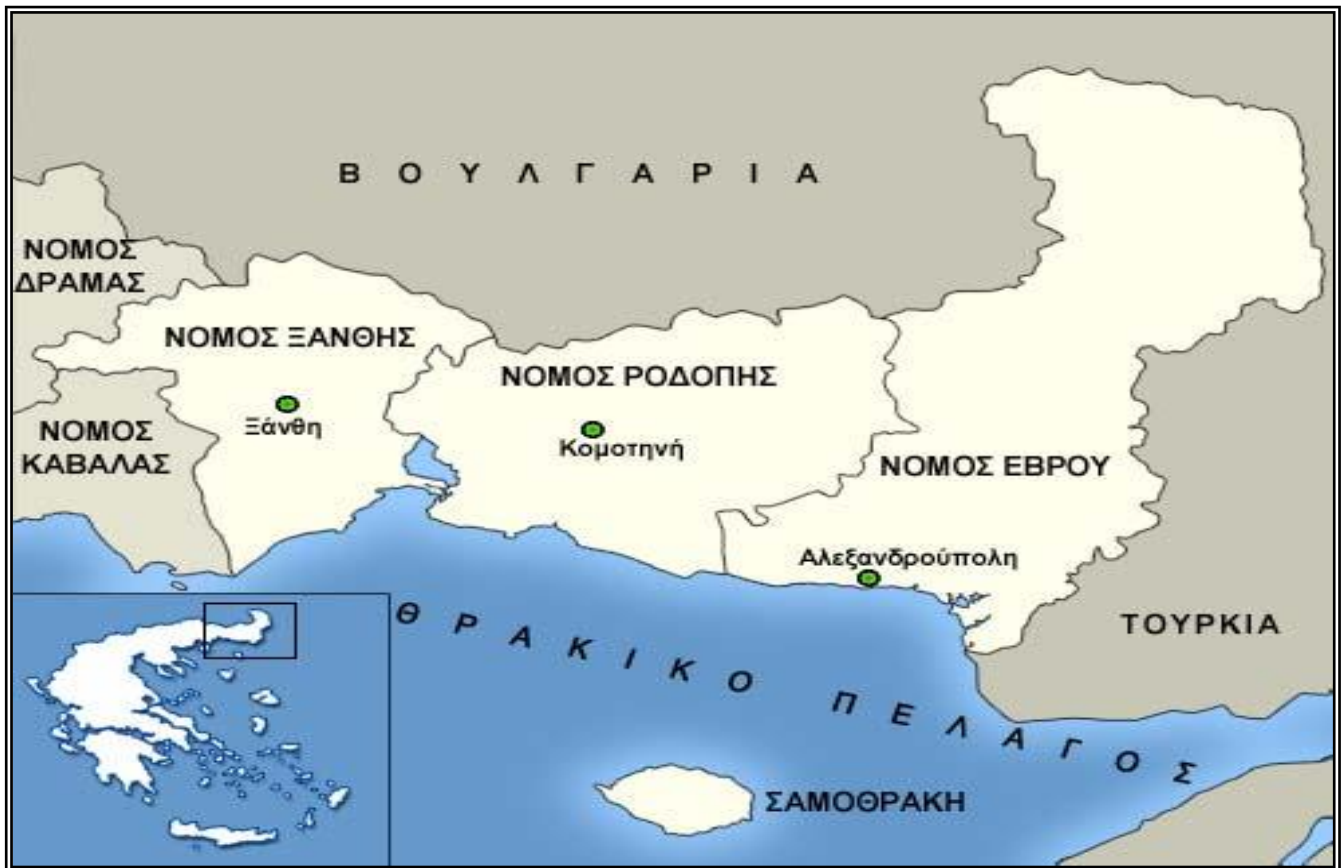 Β Ο Υ Λ Γ Α Ρ Ι Α
ΝΟΜΟΣ
ΔΡΑΜΑΣ
ΝΟΜΟΣ ΞΑΝΘΗΣ
ΝΟΜΟΣ ΡΟΔΟΠΗΣ
Ξάνθη
Κομοτηνή
ΝΟΜΟΣ
ΚΑΒΑΛΑΣ
ΝΟΜΟΣ ΕΒΡΟΥ
Αλεξανδρούπολη
ΤΟΥΡΚΙΑ
Θ Ρ Α Κ Ι Κ Ο Π Ε Λ Α Γ Ο Σ
ΣΑΜΟΘΡΑΚΗ